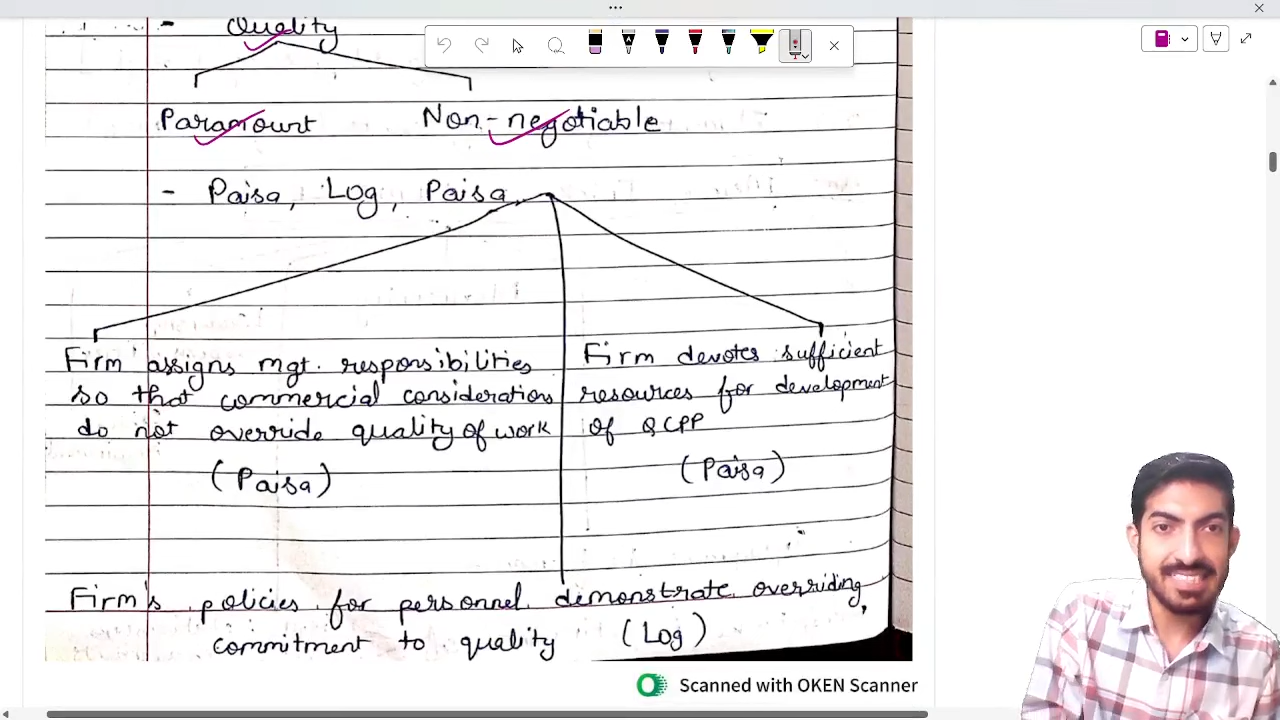 - Quality
Paramount Non-negotiable
- Paisa, Log, Paisa
Firm assigns mgt. responsibilities
so that commercial consideration
do not override quality of work
(Paisa)
Firm devotes sufficient
resources for development
of QCPP
(Paisa)
Firm's policies for personnel demonstrate overriding
commitment to quality (Log)
Scanned with OKEN Scanner